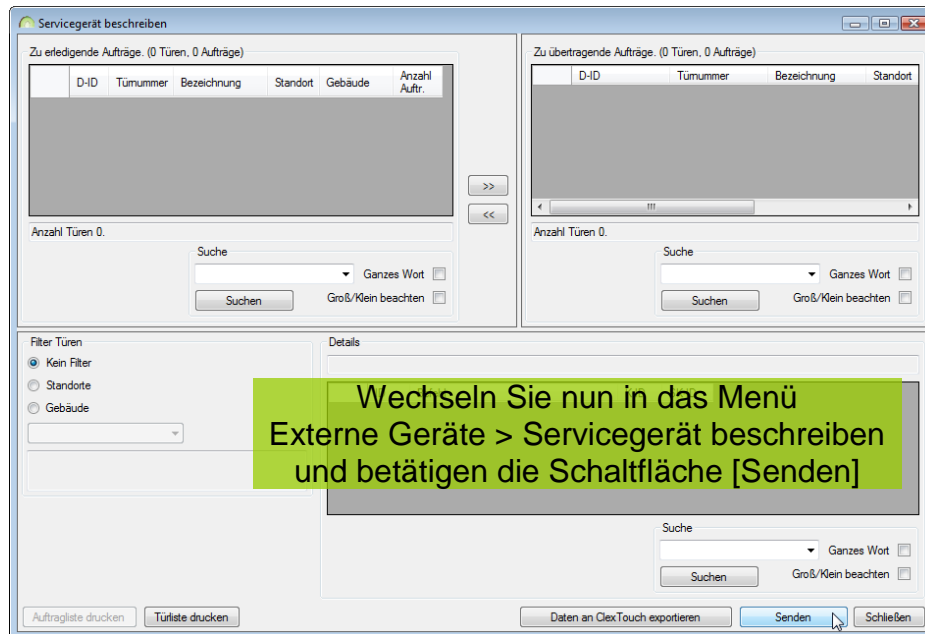 Servicegerät beschreiben
Zu erledigende Aufträge. (0 Türen, 0 Aufträge)
D-ID Türnummer Bezeichnung Standort Gebäude Anzahl Auftr.
Anzahl Türen 0.
Suche
Ganzes Wort
Suchen Groß/Klein beachten
>>
<<
Zu übertragende Aufträge. (0 Türen, 0 Aufträge)
D-ID Türnummer Bezeichnung Standort
Anzahl Türen 0.
Suche
Ganzes Wort
Suchen Groß/Klein beachten
Filter Türen
Kein Filter
Standorte
Gebäude
Details
Wechseln Sie nun in das Menü
Externe Geräte > Servicegerät beschreiben
und betätigen die Schaltfläche [Senden]
Suche
Ganzes Wort
Suchen Groß/Klein beachten
Auftragliste drucken Türliste drucken Daten an ClexTouch exportieren Senden Schließen